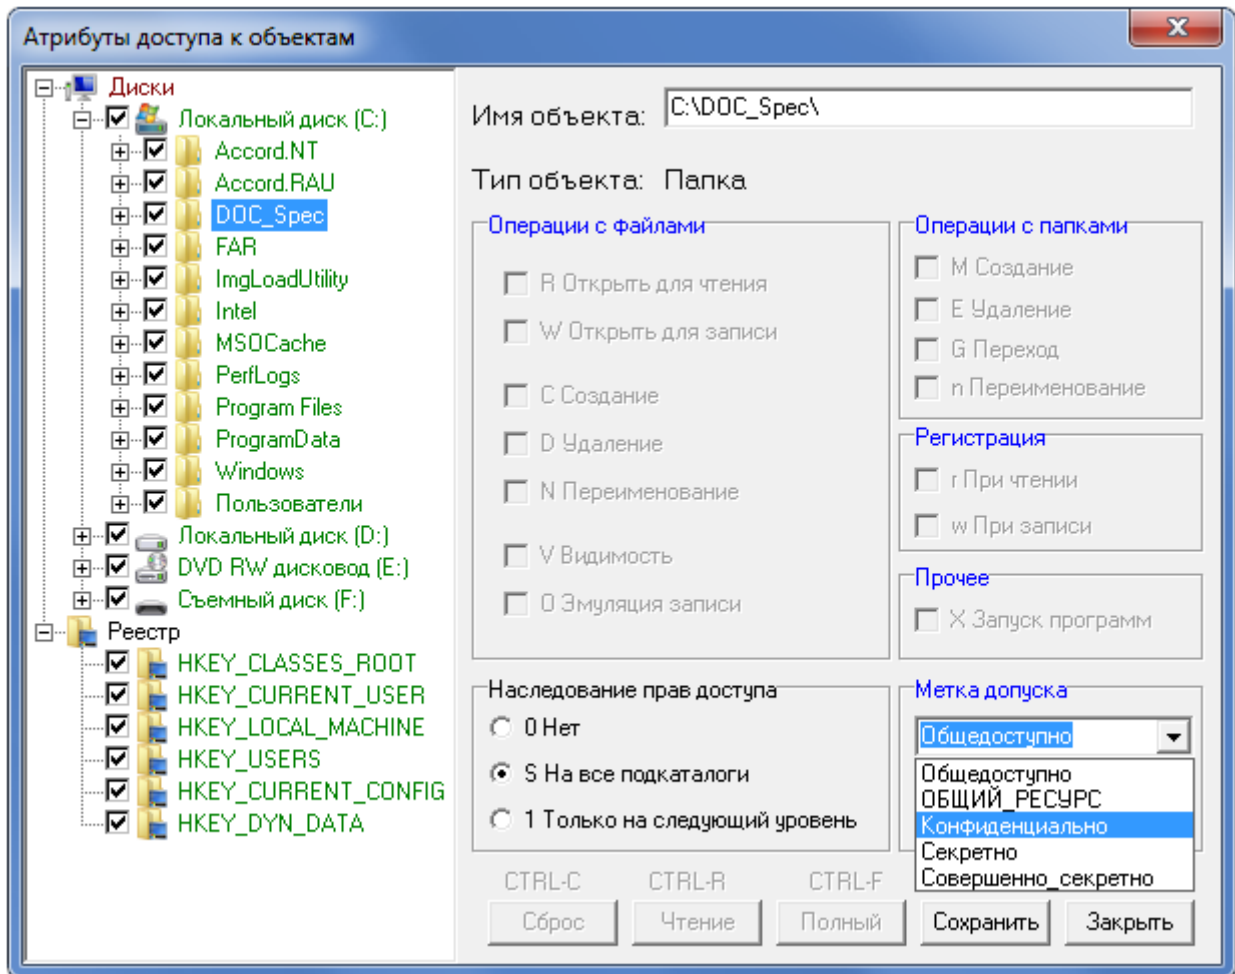 Атрибуты доступа к объектам
Диски
Локальный диск (C:)
Accord.NT
Accord.RAU
DOC_Spec
FAR
ImgLoadUtility
Intel
MSOCache
PerfLogs
Program Files
ProgramData
Windows
Пользователи
Локальный диск (D:)
DVD RW дисковод (E:)
Съемный диск (F:)
Реестр
HKEY_CLASSES_ROOT
HKEY_CURRENT_USER
HKEY_LOCAL_MACHINE
HKEY_USERS
HKEY_CURRENT_CONFIG
HKEY_DYN_DATA
Имя объекта: C:\DOC_Spec\
Тип объекта: Папка
Операции с файлами
R Открыть для чтения
W Открыть для записи
C Создание
D Удаление
N Переименование
V Видимость
O Эмуляция записи
Операции с папками
M Создание
E Удаление
G Переход
n Переименование
Регистрация
r При чтении
w При записи
Прочее
X Запуск программ
Наследование прав доступа
0 Нет
S На все подкаталоги
1 Только на следующий уровень
Метка допуска
Общедоступно
Общедоступно
ОБЩИЙ_РЕСУРС
Конфиденциально
Секретно
Совершенно_секретно
CTRL-C CTRL-R CTRL-F
Сброс Чтение Полный Сохранить Закрыть